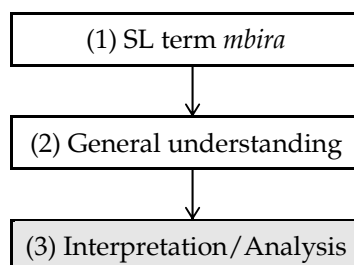 (1) SL term mbira
(2) General understanding
(3) Interpretation/Analysis